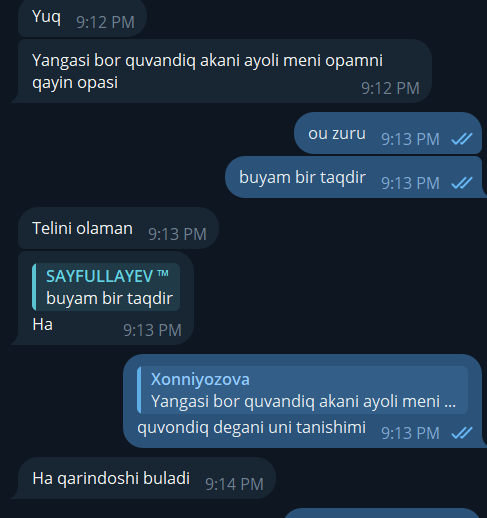 Yuq 9:12 PM
Yangasi bor quvandiq akani ayoli meni opamni
qayin opasi 9:12 PM
ou zuru 9:13 PM
buyam bir taqdir 9:13 PM
Telini olaman 9:13 PM
SAYFULLAYEV ™
buyam bir taqdir
Ha 9:13 PM
Xonniyozova
Yangasi bor quvandiq akani ayoli meni ...
quvondiq degani uni tanishimi 9:13 PM
Ha qarindoshi buladi 9:14 PM